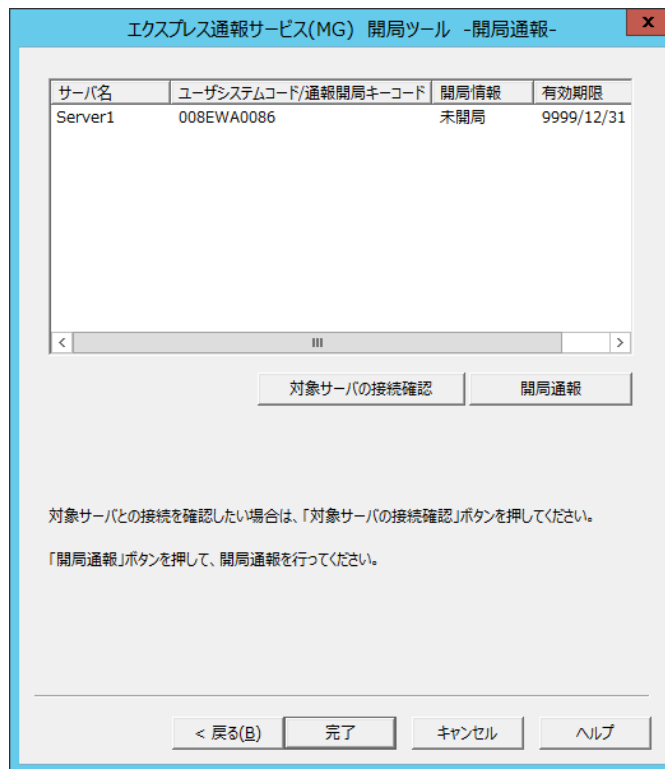 エクスプレス通報サービス(MG) 開局ツール -開局通報-
x
サーバ名 ユーザシステムコード/通報開局キーコード 開局情報 有効期限
Server1 008EWA0086 未開局 9999/12/31
対象サーバの接続確認 開局通報
対象サーバとの接続を確認したい場合は、「対象サーバの接続確認」ボタンを押してください。
「開局通報」ボタンを押して、開局通報を行ってください。
< 戻る(B) 完了 キャンセル ヘルプ